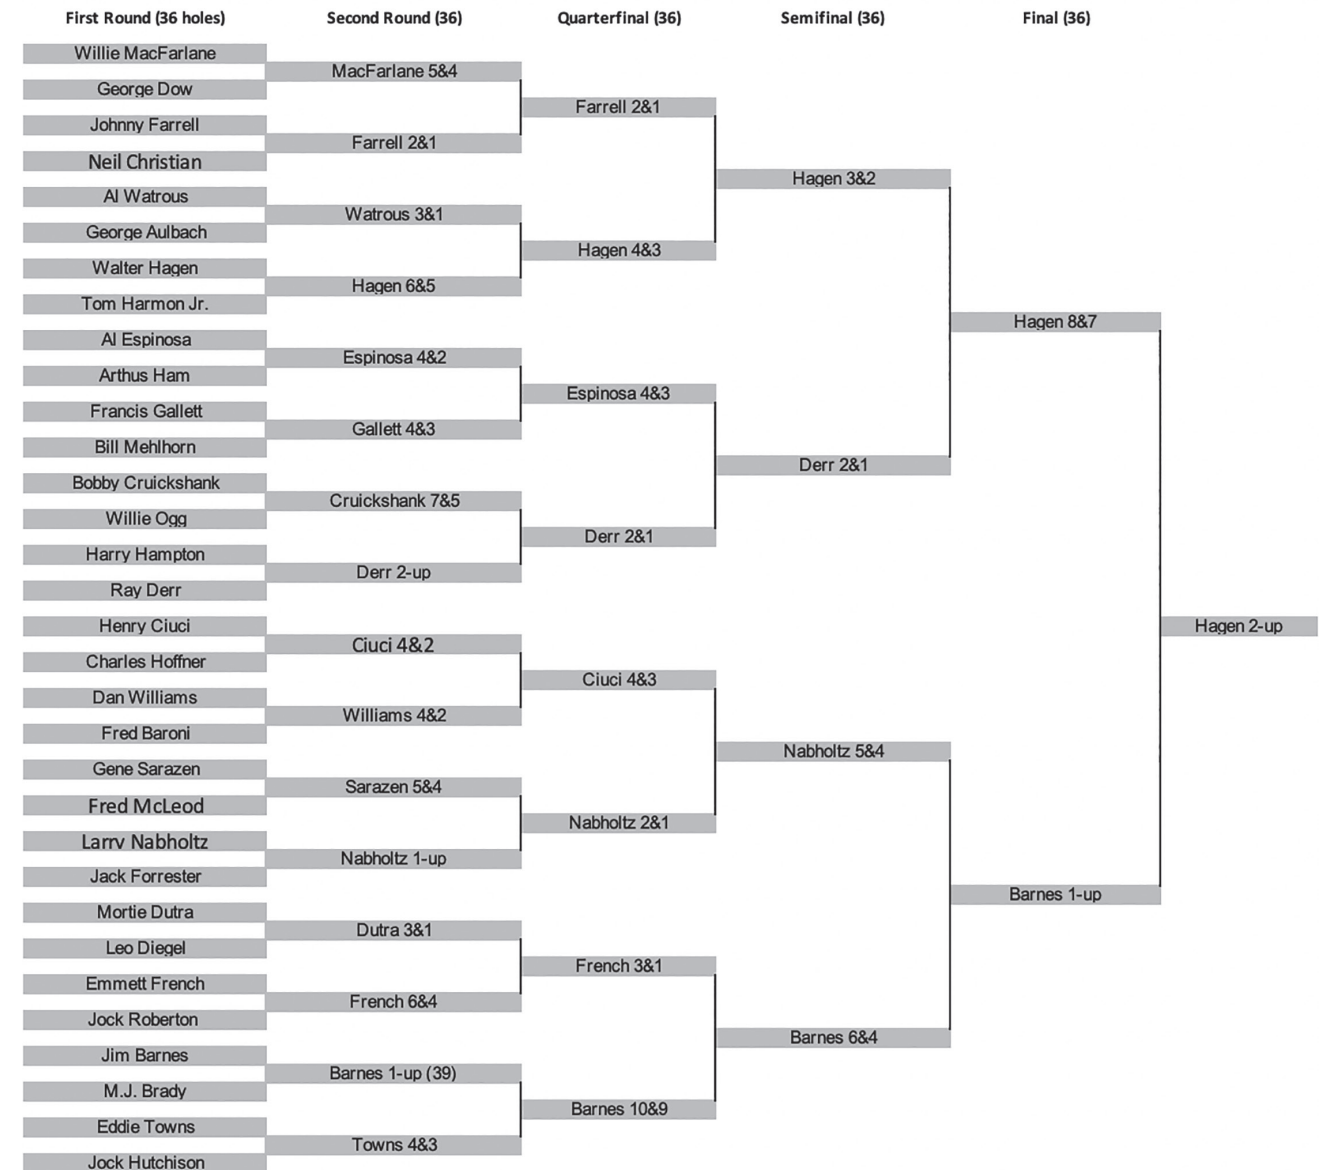 First Round (36 holes)
Second Round (36)
Quarterfinal (36)
Semifinal (36)
Final (36)
Willie MacFarlane
George Dow
Johnny Farrell
Neil Christian
Al Watrous
George Aulbach
Walter Hagen
Tom Harmon Jr.
Al Espinosa
Arthus Ham
Francis Gallett
Bill Mehlhorn
Bobby Cruickshank
Willie Ogg
Harry Hampton
Ray Derr
Henry Ciuci
Charles Hoffner
Dan Williams
Fred Baroni
Gene Sarazen
Fred McLeod
Larry Nabholtz
Jack Forrester
Mortie Dutra
Leo Diegel
Emmett French
Jock Roberton
Jim Barnes
M.J. Brady
Eddie Towns
Jock Hutchison
MacFarlane 5&4
Farrell 2&1
Watrous 3&1
Hagen 6&5
Espinosa 4&2
Gallett 4&3
Cruickshank 7&5
Derr 2-up
Ciuci 4&2
Williams 4&2
Sarazen 5&4
Nabholtz 1-up
Dutra 3&1
French 6&4
Barnes 1-up (39)
Towns 4&3
Farrell 2&1
Hagen 4&3
Espinosa 4&3
Derr 2&1
Ciuci 4&3
Nabholtz 2&1
French 3&1
Barnes 10&9
Hagen 3&2
Derr 2&1
Nabholtz 5&4
Barnes 6&4
Hagen 8&7
Barnes 1-up
Hagen 2-up